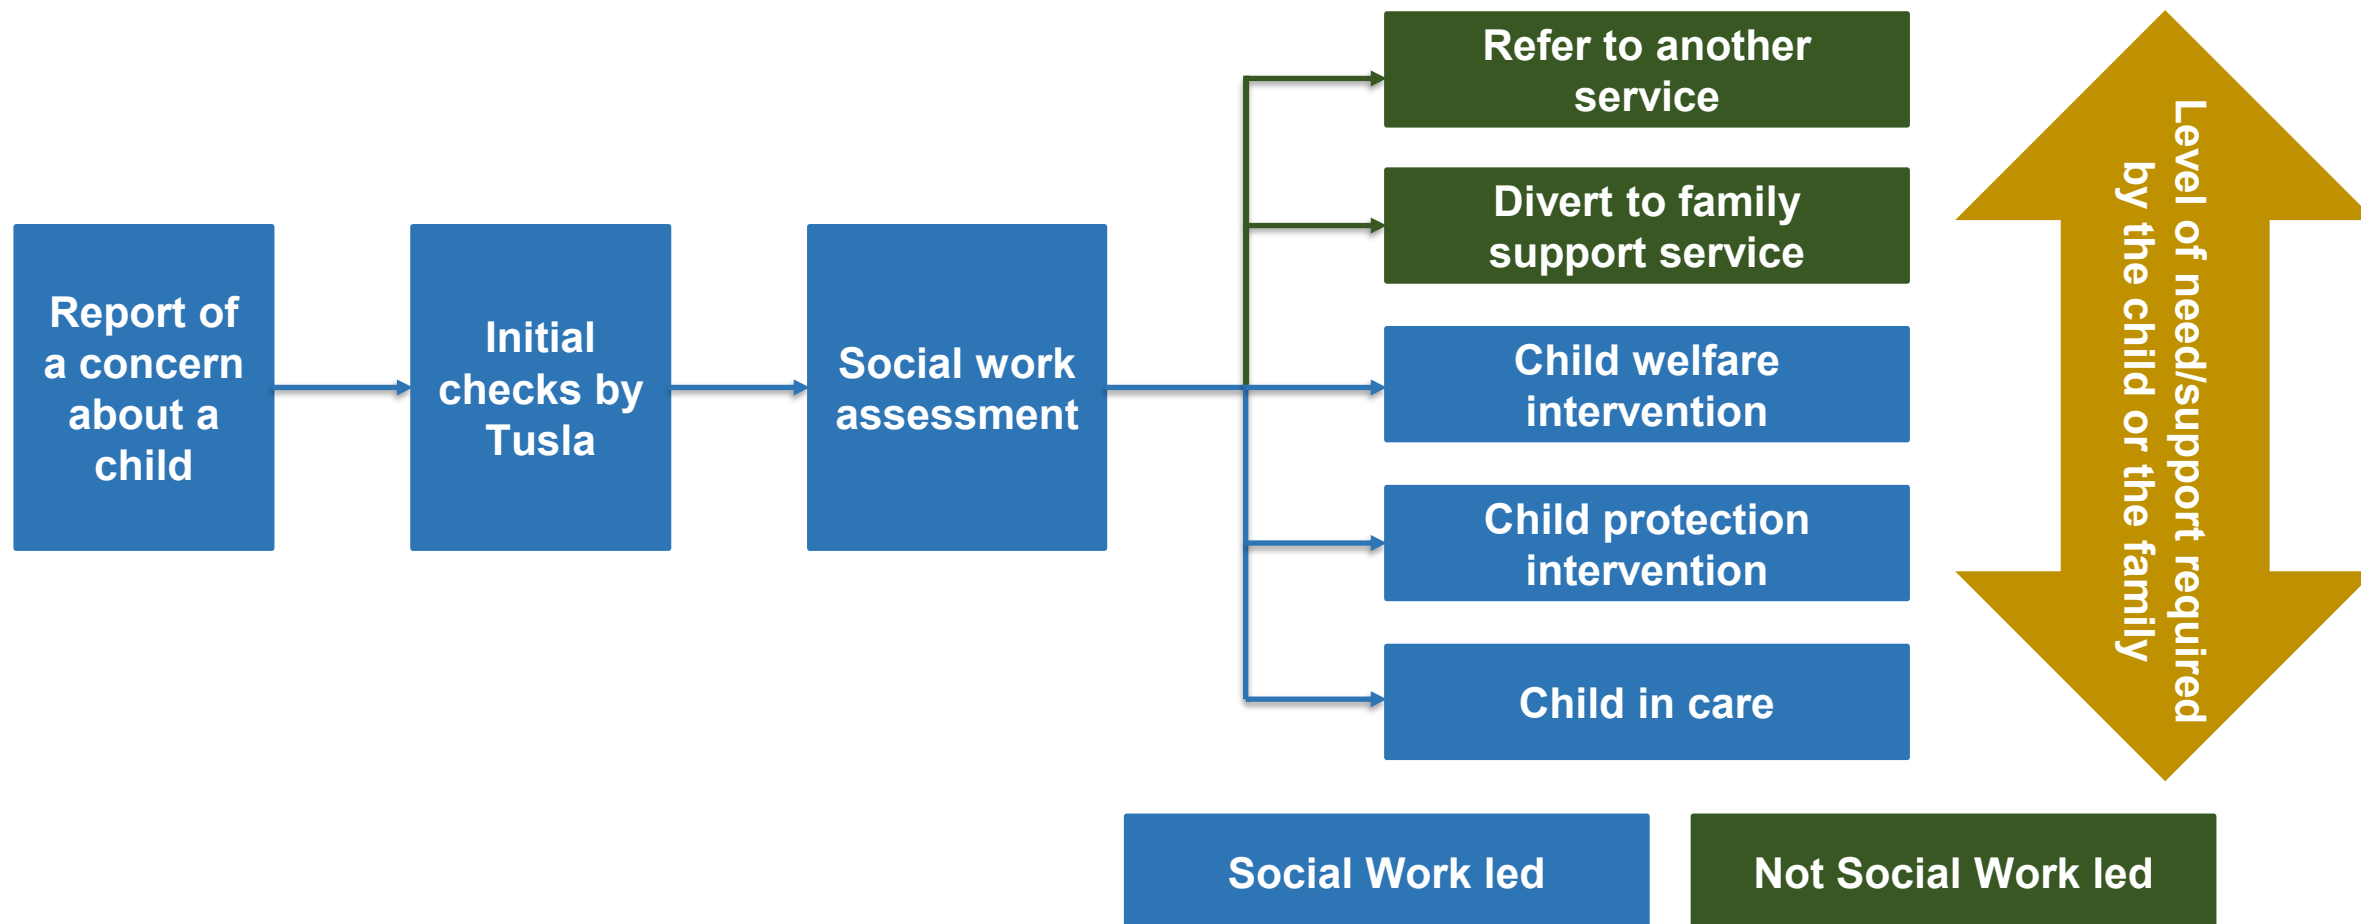 Report of
a concern
about a
child
Initial
checks by
Tusla
Social work
assessment
Refer to another
service
Divert to family
support service
Child welfare
intervention
Child protection
intervention
Child in care
Level of need/support required
by the child or the family
Social Work led
Not Social Work led